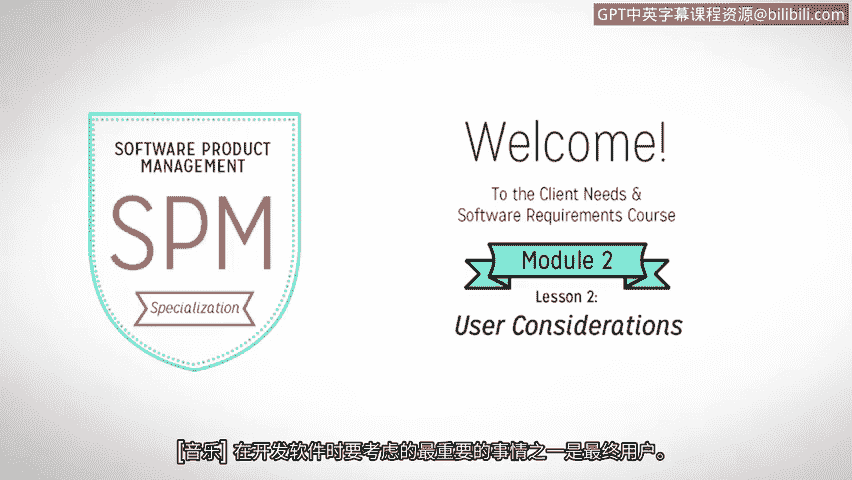 GPT中英字幕课程资源@bilibili.com
SOFTWARE PRODUCT
MANAGEMENT
SPM
Specialization
Welcome!
To the Client Needs &
Software Requirements Course
Module 2
Lesson 2:
User Considerations
[音乐] 在开发软件时要考虑的最重要的事情之一是最终用户。